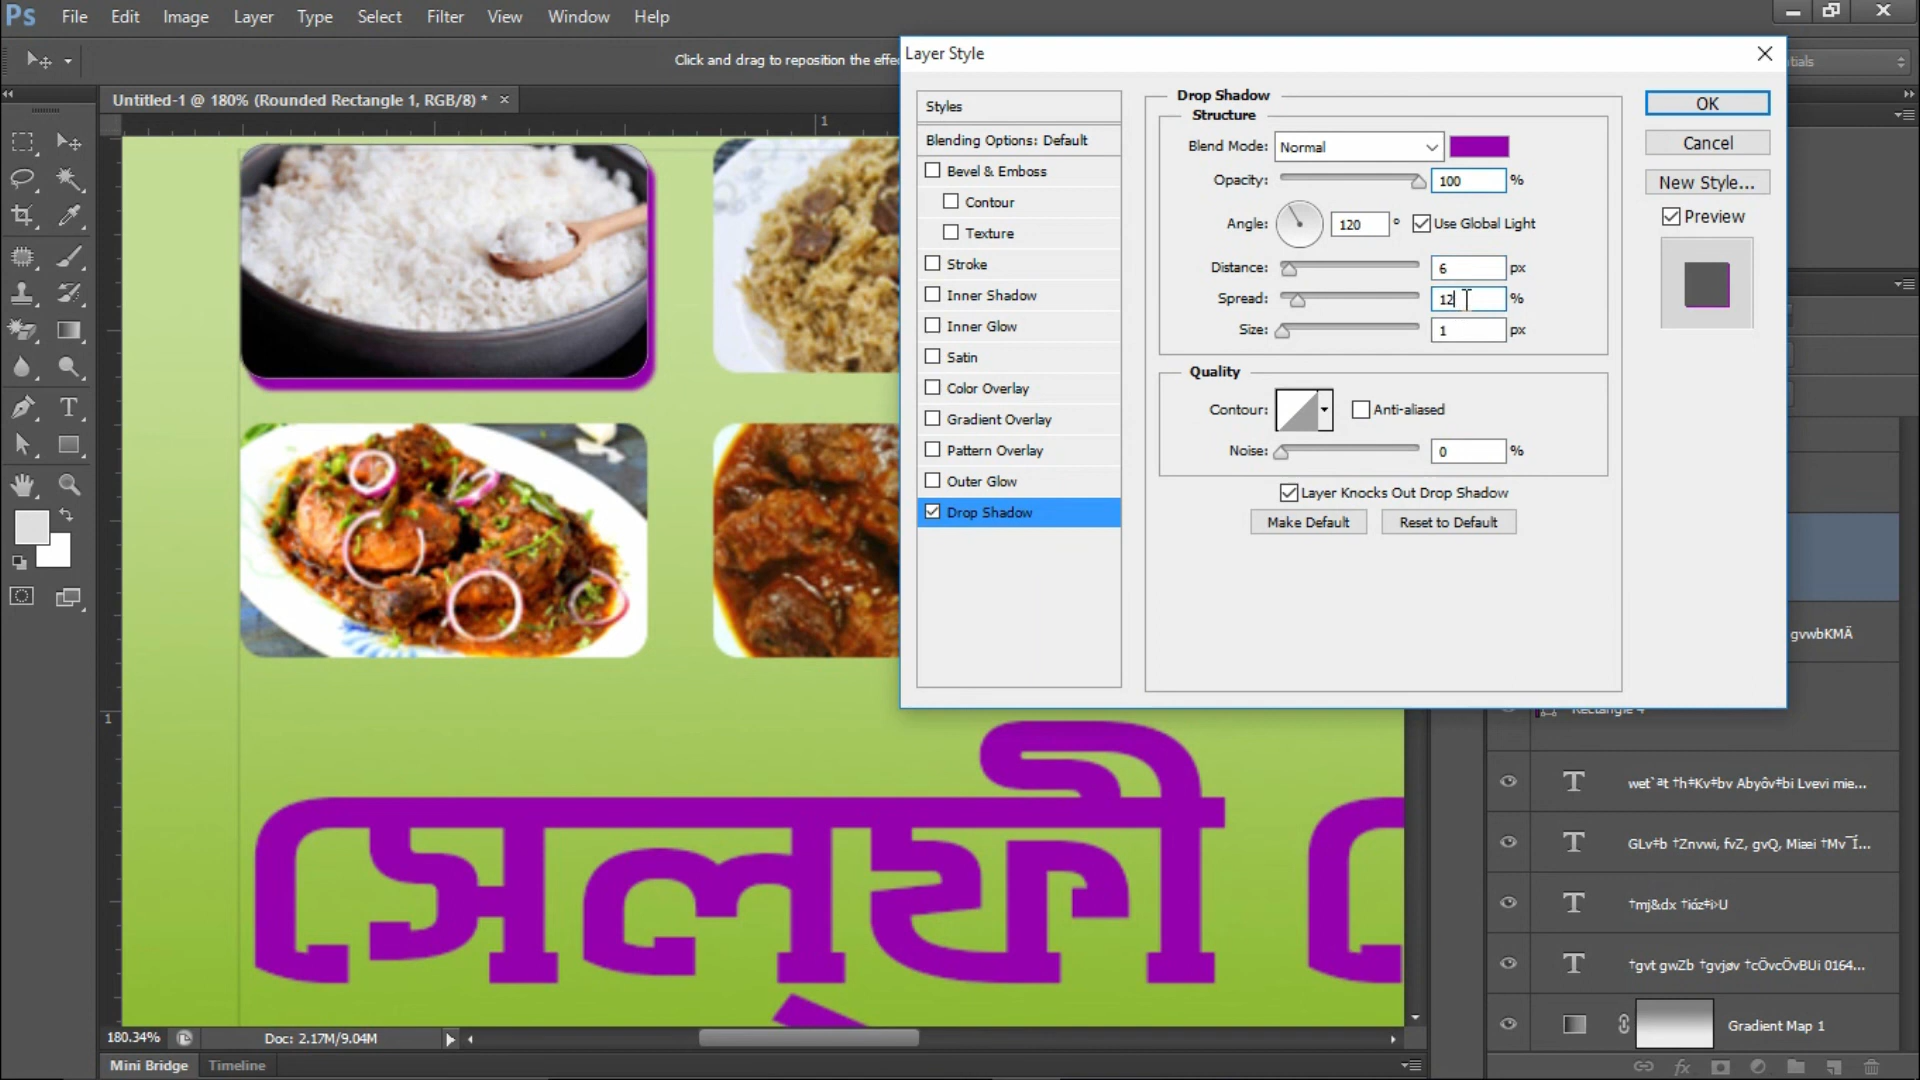 Ps File Edit Image Layer Type Select Filter View Window Help
Click and drag to reposition the effe
Layer Style
Untitled-1 @ 180% (Rounded Rectangle 1, RGB/8) *
1
Styles
Blending Options: Default
Bevel & Emboss
Contour
Texture
Stroke
Inner Shadow
Inner Glow
Satin
Color Overlay
Gradient Overlay
Pattern Overlay
Outer Glow
Drop Shadow
Drop Shadow
Structure
Blend Mode: Normal
Opacity: 100 %
Angle: 120 ° Use Global Light
Distance: 6 px
Spread: 12 %
Size: 1 px
Quality
Contour: Anti-aliased
Noise: 0 %
Layer Knocks Out Drop Shadow
Make Default Reset to Default
OK
Cancel
New Style...
Preview
tials
1
সেলফী
gvwbKMÄ
Rectangle 4
wet`ªt †h‡Kv‡bv Abyôv‡bi Lvevi mie...
GLv‡b †Znvwi, fvZ, gvQ, Miæi †Mv¯Í...
†mj&dx †ióz‡i›U
†gvt gwZb †gvjøv †cÖvcÖvBUi 0164...
Gradient Map 1
180.34% Doc: 2.17M/9.04M
Mini Bridge Timeline